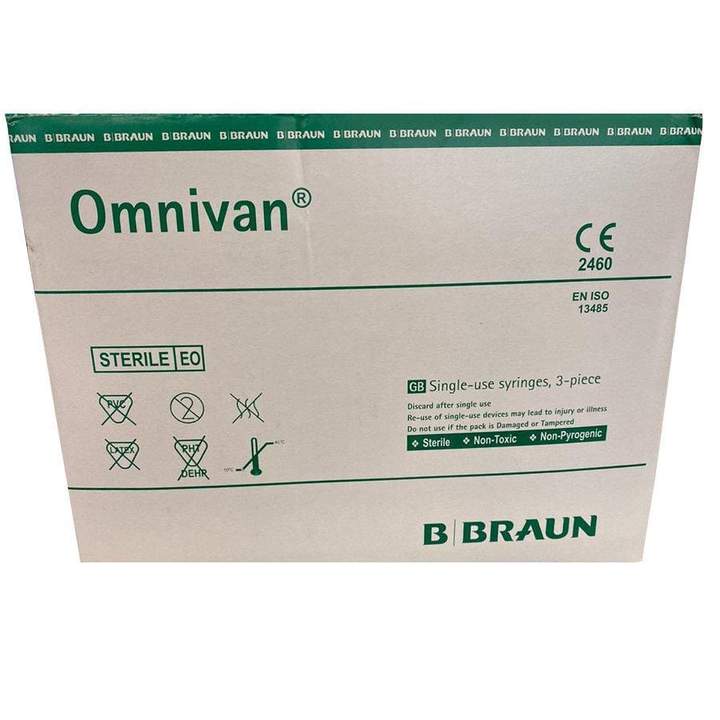 RAUN B|BRAUN B|BRAUN B|BRAUN B|BRAUN B|BRAUN B|BRAUN B|BRAUN B|BRAUN B|BRAUN B|BRAUN B|BRAUN B|BRAU
Omnivan®
CE
2460
EN ISO
13485
STERILE EO
GB Single-use syringes, 3-piece
PVC 2
Discard after single use
Re-use of single-use devices may lead to injury or illness
Do not use if the pack is Damaged or Tampered
❖ Sterile ❖ Non-Toxic ❖ Non-Pyrogenic
LATEX PHT
DEHP
B|BRAUN